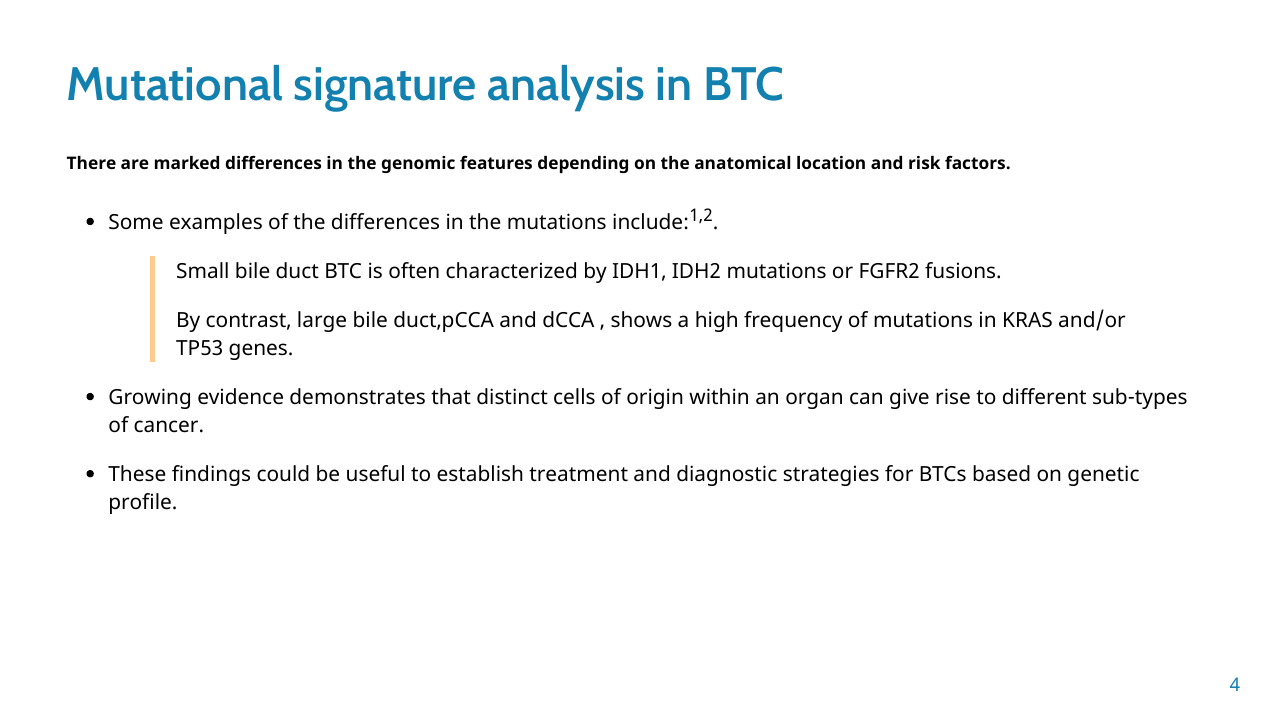 Mutational signature analysis in BTC
There are marked differences in the genomic features depending on the anatomical location and risk factors.
• Some examples of the differences in the mutations include:1,2.
Small bile duct BTC is often characterized by IDH1, IDH2 mutations or FGFR2 fusions.
By contrast, large bile duct,pCCA and dCCA , shows a high frequency of mutations in KRAS and/or
TP53 genes.
• Growing evidence demonstrates that distinct cells of origin within an organ can give rise to different sub-types
of cancer.
• These findings could be useful to establish treatment and diagnostic strategies for BTCs based on genetic
profile.
4